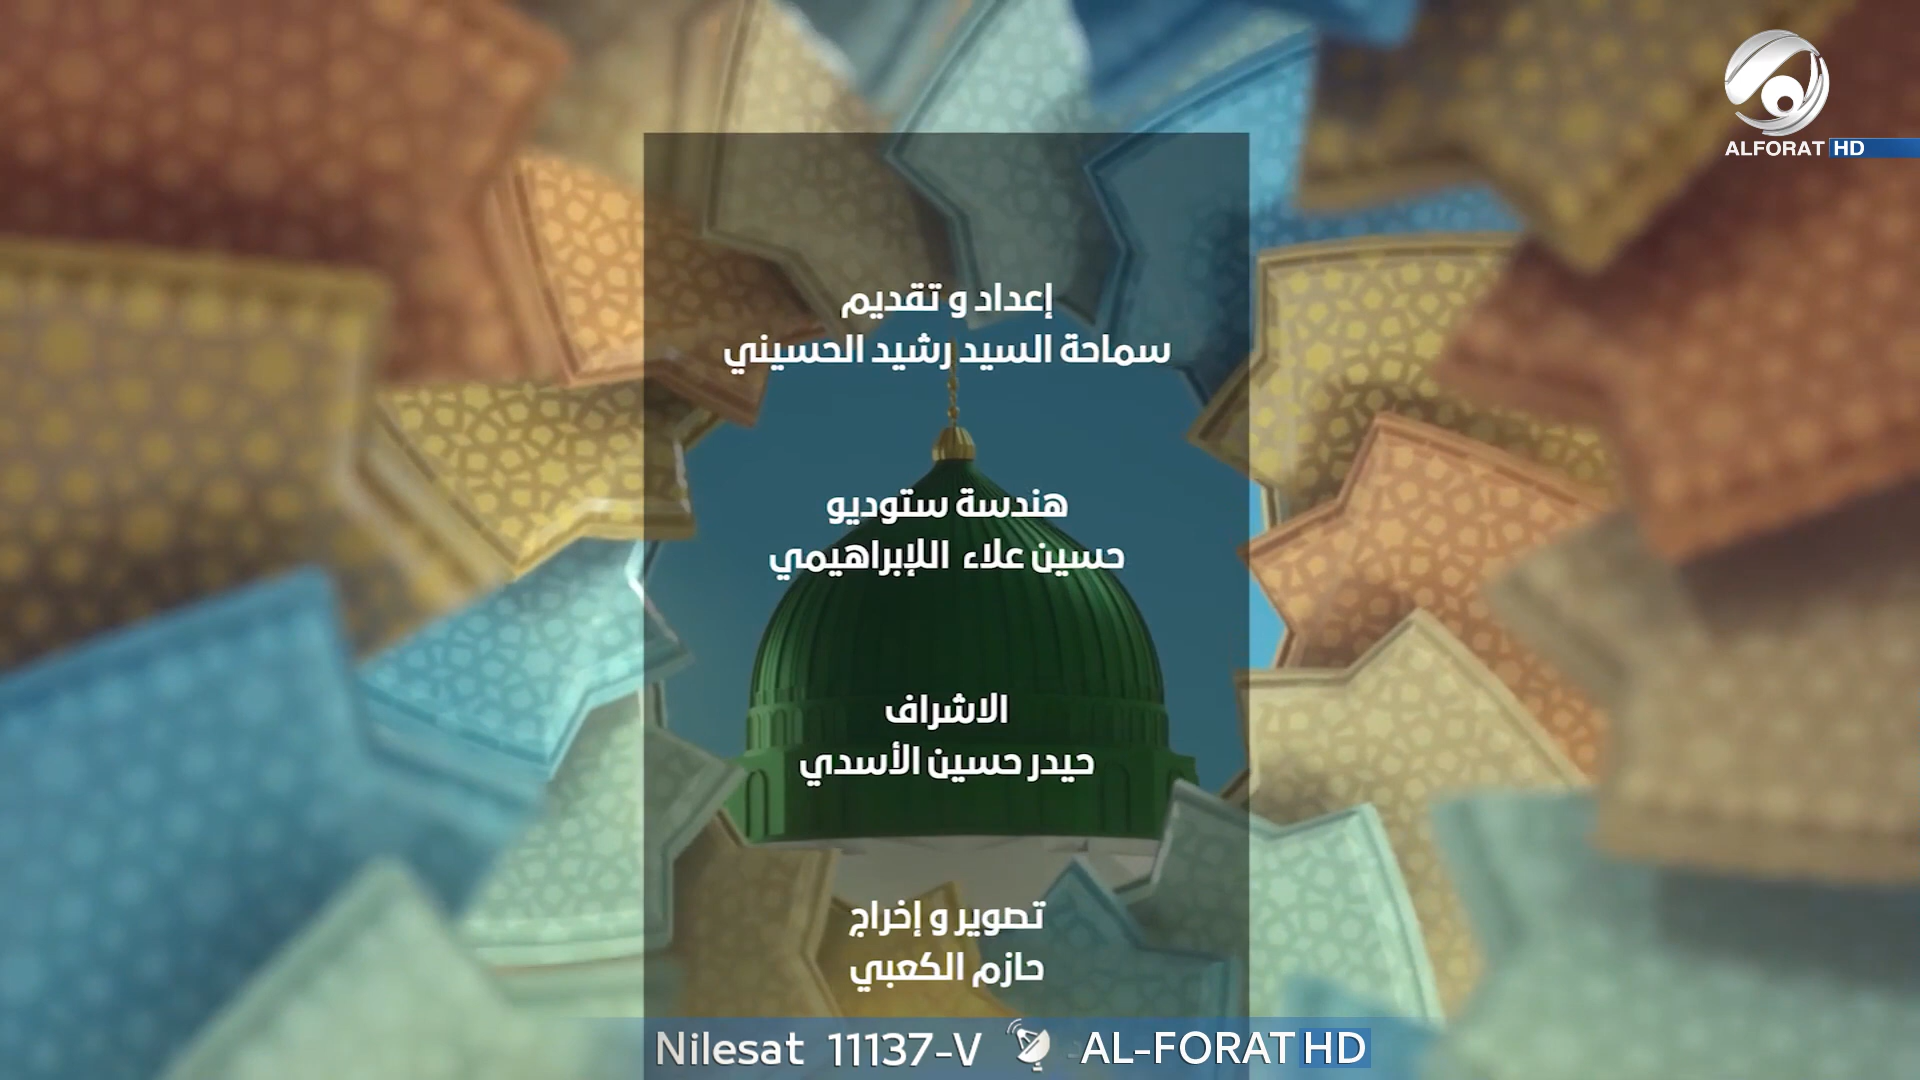 ALFORAT HD
إعداد و تقديم
سماحة السيد رشيد الحسيني
هندسة ستوديو
حسين علاء اللإبراهيمي
الاشراف
حيدر حسين الأسدي
تصوير و إخراج
حازم الكعبي
Nilesat 11137-V AL-FORAT HD